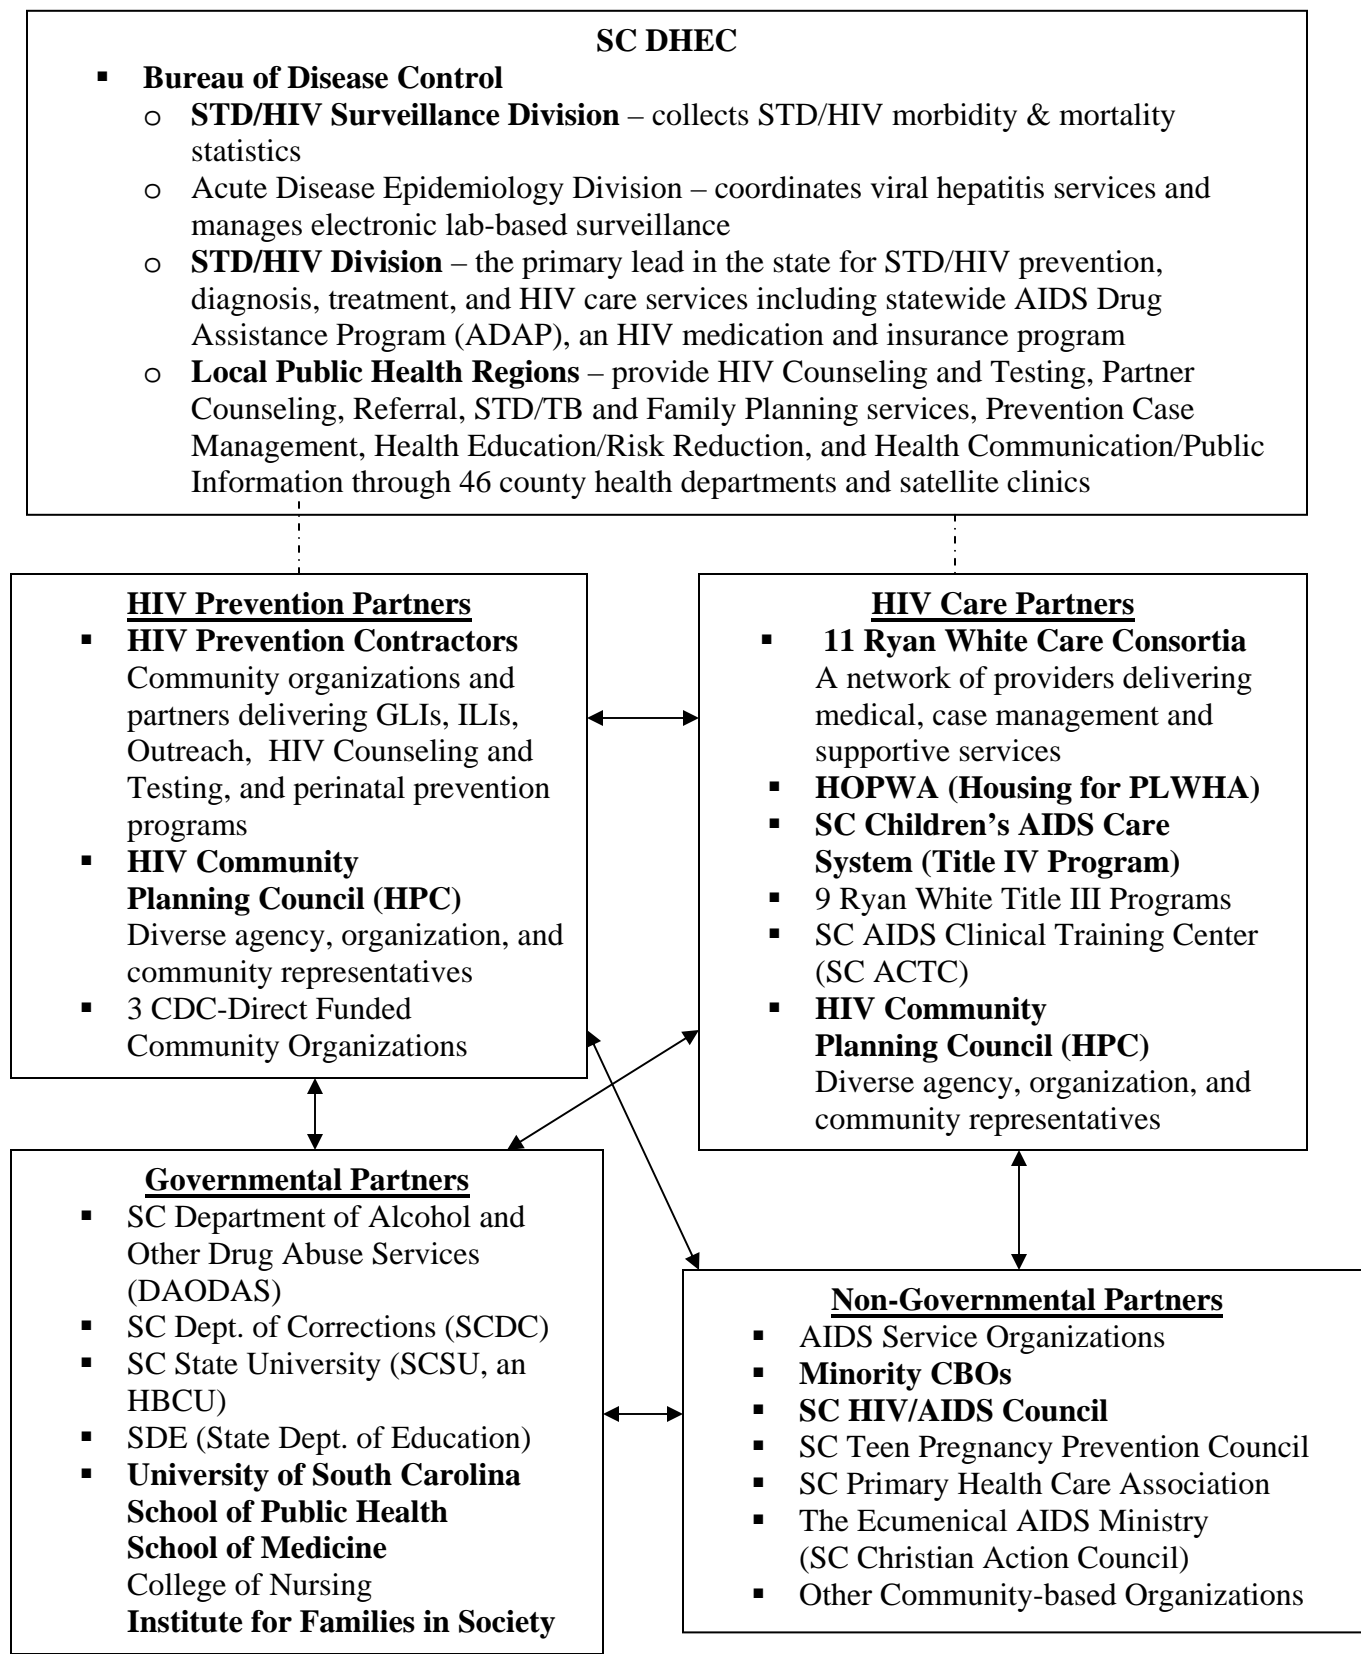 SC DHEC
▪ Bureau of Disease Control
o STD/HIV Surveillance Division – collects STD/HIV morbidity & mortality
statistics
o Acute Disease Epidemiology Division – coordinates viral hepatitis services and
manages electronic lab-based surveillance
o STD/HIV Division – the primary lead in the state for STD/HIV prevention,
diagnosis, treatment, and HIV care services including statewide AIDS Drug
Assistance Program (ADAP), an HIV medication and insurance program
o Local Public Health Regions – provide HIV Counseling and Testing, Partner
Counseling, Referral, STD/TB and Family Planning services, Prevention Case
Management, Health Education/Risk Reduction, and Health Communication/Public
Information through 46 county health departments and satellite clinics
HIV Prevention Partners
▪ HIV Prevention Contractors
Community organizations and
partners delivering GLIs, ILIs,
Outreach, HIV Counseling and
Testing, and perinatal prevention
programs
▪ HIV Community
Planning Council (HPC)
Diverse agency, organization, and
community representatives
▪ 3 CDC-Direct Funded
Community Organizations
HIV Care Partners
▪ 11 Ryan White Care Consortia
A network of providers delivering
medical, case management and
supportive services
▪ HOPWA (Housing for PLWHA)
▪ SC Children’s AIDS Care
System (Title IV Program)
▪ 9 Ryan White Title III Programs
▪ SC AIDS Clinical Training Center
(SC ACTC)
▪ HIV Community
Planning Council (HPC)
Diverse agency, organization, and
community representatives
Governmental Partners
▪ SC Department of Alcohol and
Other Drug Abuse Services
(DAODAS)
▪ SC Dept. of Corrections (SCDC)
▪ SC State University (SCSU, an
HBCU)
▪ SDE (State Dept. of Education)
▪ University of South Carolina
School of Public Health
School of Medicine
College of Nursing
Institute for Families in Society
Non-Governmental Partners
▪ AIDS Service Organizations
▪ Minority CBOs
▪ SC HIV/AIDS Council
▪ SC Teen Pregnancy Prevention Council
▪ SC Primary Health Care Association
▪ The Ecumenical AIDS Ministry
(SC Christian Action Council)
▪ Other Community-based Organizations